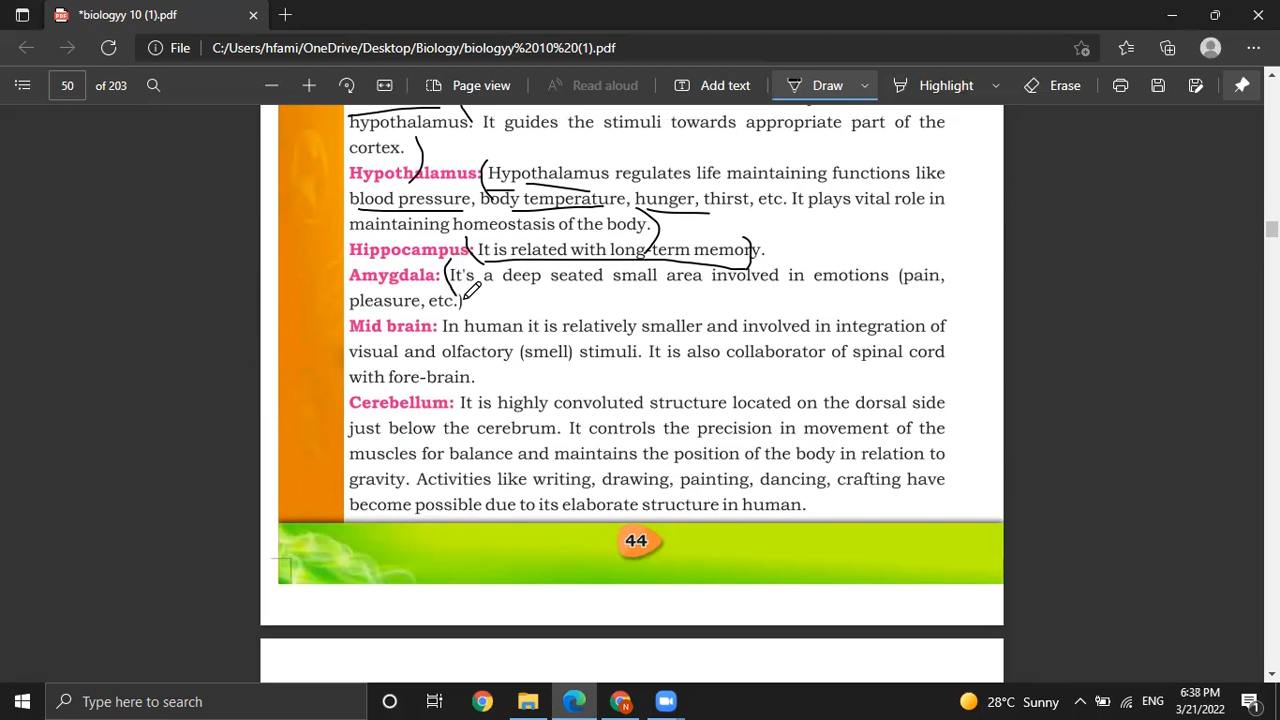 *biologyy 10 (1).pdf
File C:/Users/hfami/OneDrive/Desktop/Biology/biologyy%2010%20(1).pdf
50 of 203 Page view Read aloud Add text Draw Highlight Erase
hypothalamus. It guides the stimuli towards appropriate part of the
cortex.
Hypothalamus: Hypothalamus regulates life maintaining functions like
blood pressure, body temperature, hunger, thirst, etc. It plays vital role in
maintaining homeostasis of the body.
Hippocampus: It is related with long-term memory.
Amygdala: It's a deep seated small area involved in emotions (pain,
pleasure, etc.)
Mid brain: In human it is relatively smaller and involved in integration of
visual and olfactory (smell) stimuli. It is also collaborator of spinal cord
with fore-brain.
Cerebellum: It is highly convoluted structure located on the dorsal side
just below the cerebrum. It controls the precision in movement of the
muscles for balance and maintains the position of the body in relation to
gravity. Activities like writing, drawing, painting, dancing, crafting have
become possible due to its elaborate structure in human.
44
Type here to search
28°C Sunny ENG 6:38 PM
3/21/2022